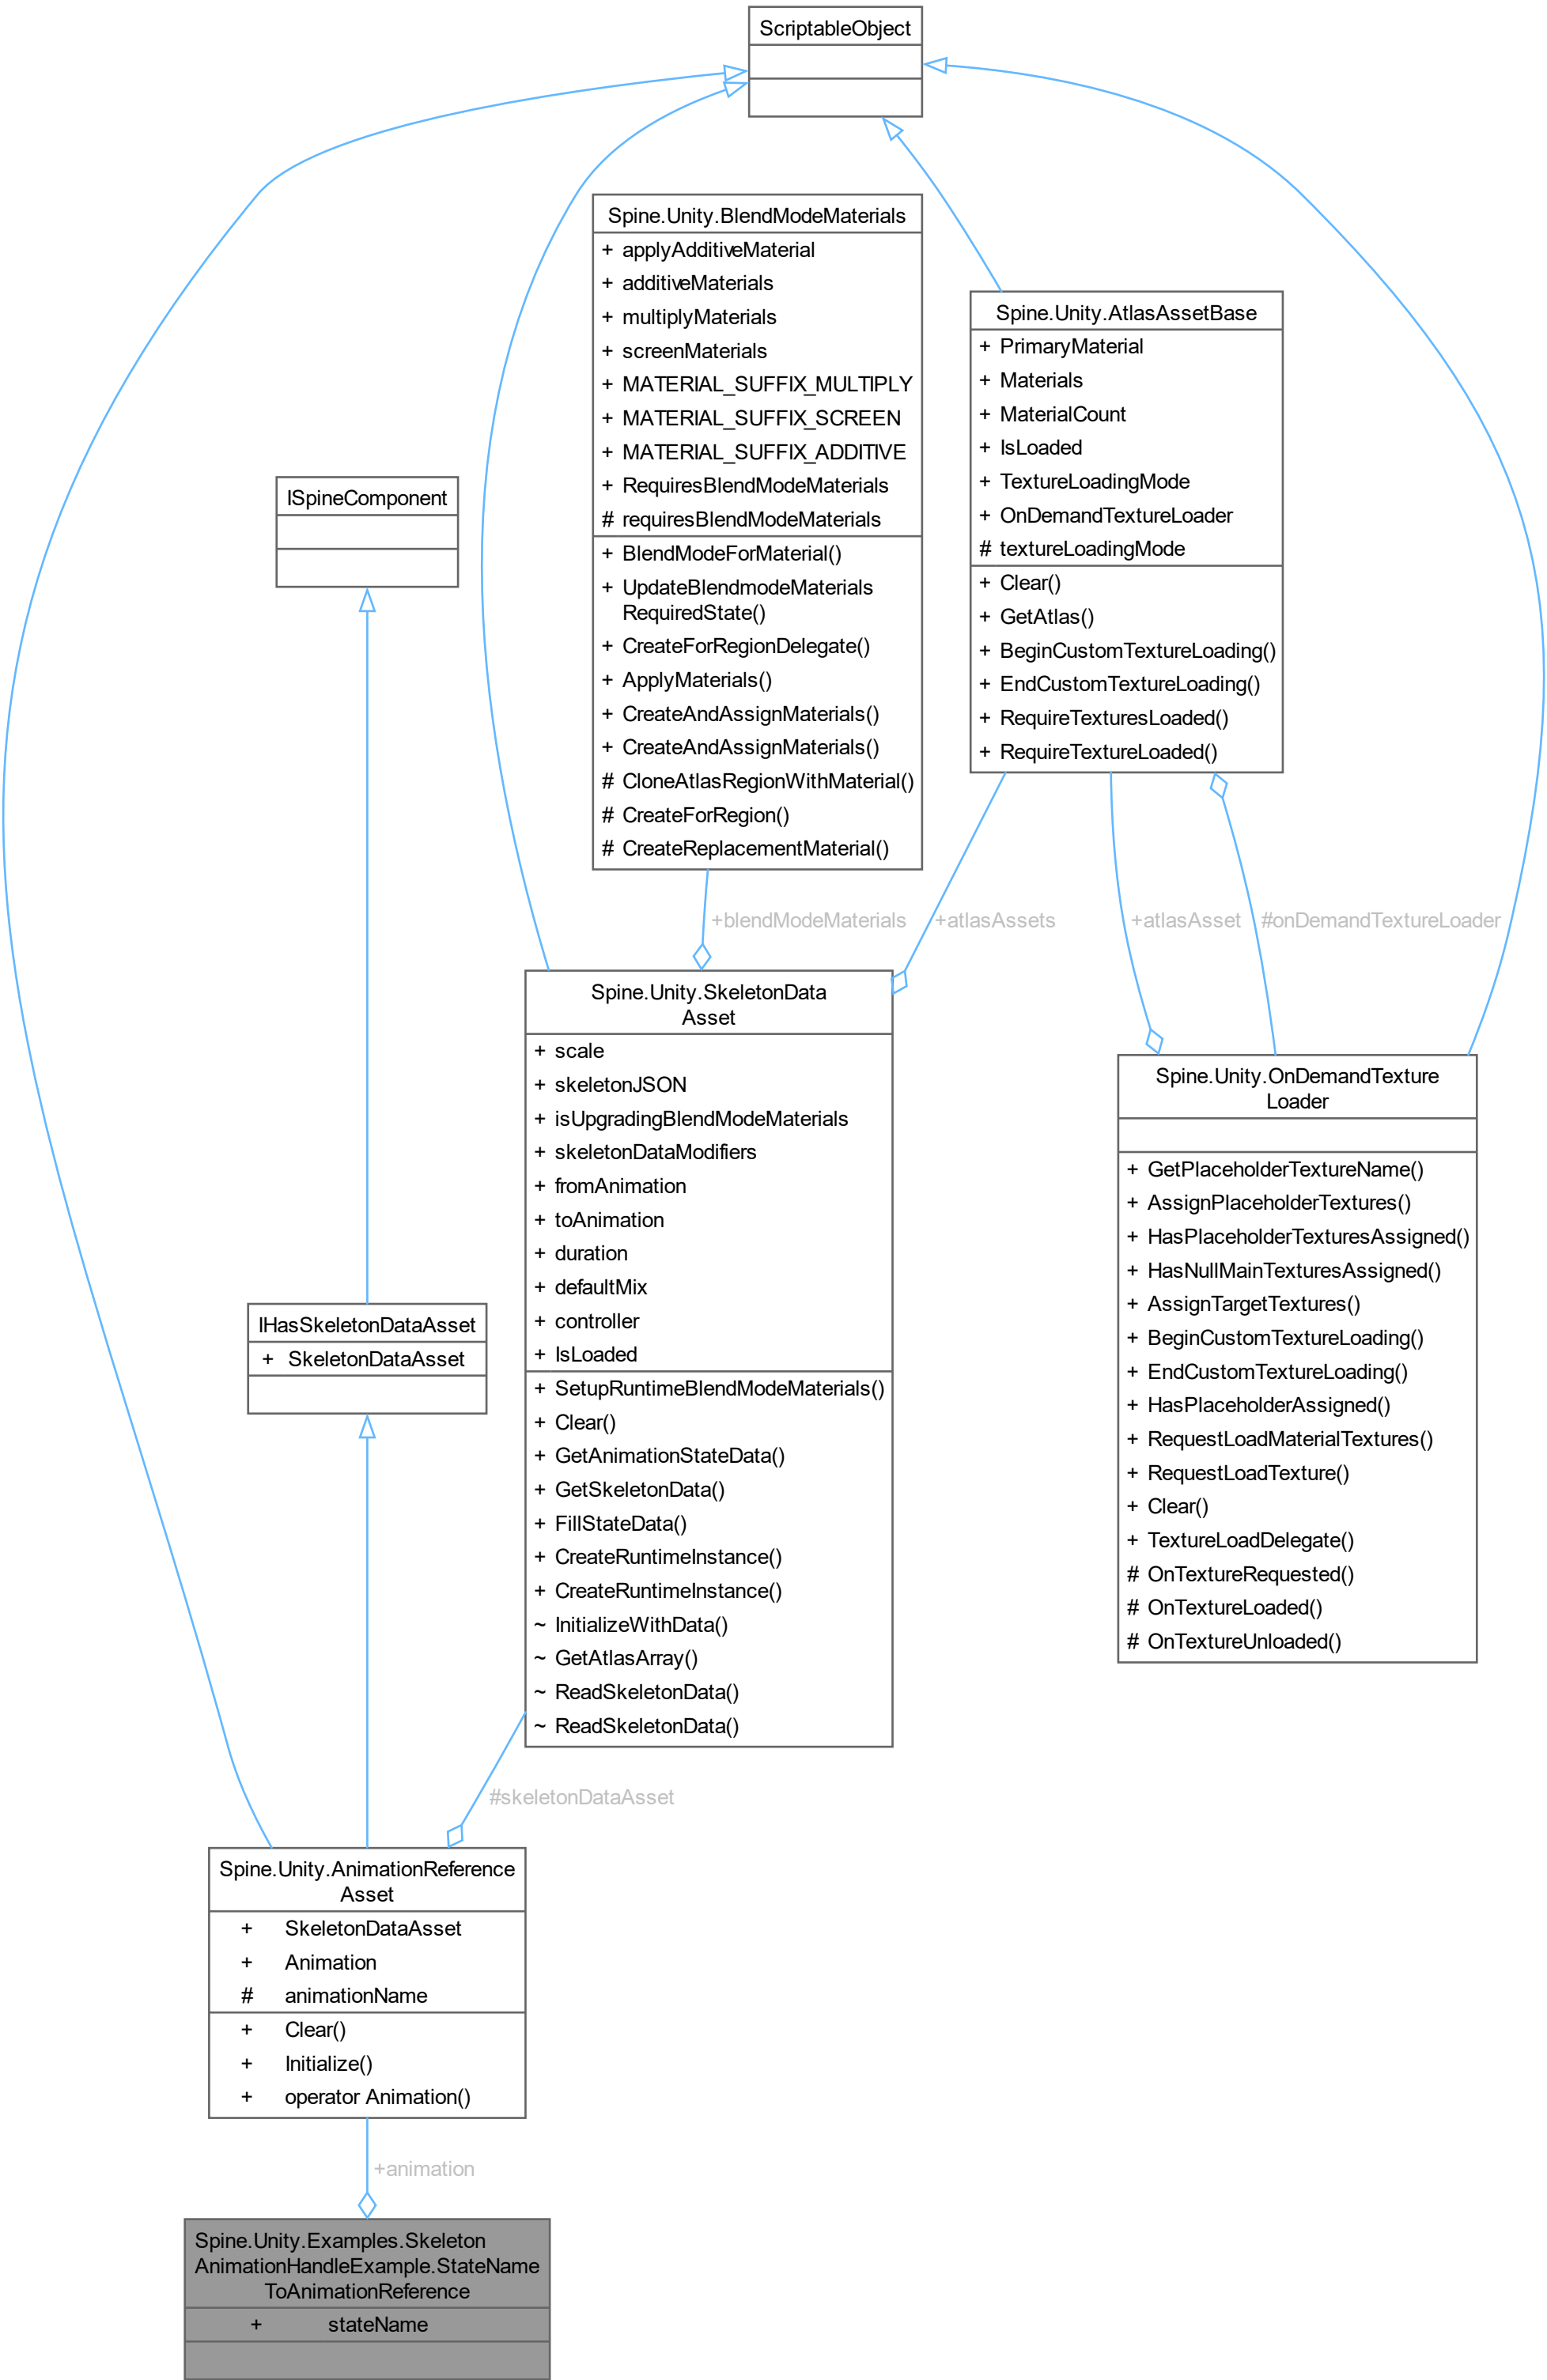 ScriptableObject
Spine.Unity.BlendModeMaterials
+ applyAdditiveMaterial
+ additiveMaterials
+ multiplyMaterials
+ screenMaterials
+ MATERIAL_SUFFIX_MULTIPLY
+ MATERIAL_SUFFIX_SCREEN
+ MATERIAL_SUFFIX_ADDITIVE
+ RequiresBlendModeMaterials
# requiresBlendModeMaterials
+ BlendModeForMaterial()
+ UpdateBlendmodeMaterials
RequiredState()
+ CreateForRegionDelegate()
+ ApplyMaterials()
+ CreateAndAssignMaterials()
+ CreateAndAssignMaterials()
# CloneAtlasRegionWithMaterial()
# CreateForRegion()
# CreateReplacementMaterial()
Spine.Unity.AtlasAssetBase
+ PrimaryMaterial
+ Materials
+ MaterialCount
+ IsLoaded
+ TextureLoadingMode
+ OnDemandTextureLoader
# textureLoadingMode
+ Clear()
+ GetAtlas()
+ BeginCustomTextureLoading()
+ EndCustomTextureLoading()
+ RequireTexturesLoaded()
+ RequireTextureLoaded()
ISpineComponent
+blendModeMaterials
+atlasAssets
+atlasAsset
#onDemandTextureLoader
Spine.Unity.SkeletonData
Asset
+ scale
+ skeletonJSON
+ isUpgradingBlendModeMaterials
+ skeletonDataModifiers
+ fromAnimation
+ toAnimation
+ duration
+ defaultMix
+ controller
+ IsLoaded
+ SetupRuntimeBlendModeMaterials()
+ Clear()
+ GetAnimationStateData()
+ GetSkeletonData()
+ FillStateData()
+ CreateRuntimeInstance()
+ CreateRuntimeInstance()
~ InitializeWithData()
~ GetAtlasArray()
~ ReadSkeletonData()
~ ReadSkeletonData()
Spine.Unity.OnDemandTexture
Loader
+ GetPlaceholderTextureName()
+ AssignPlaceholderTextures()
+ HasPlaceholderTexturesAssigned()
+ HasNullMainTexturesAssigned()
+ AssignTargetTextures()
+ BeginCustomTextureLoading()
+ EndCustomTextureLoading()
+ HasPlaceholderAssigned()
+ RequestLoadMaterialTextures()
+ RequestLoadTexture()
+ Clear()
+ TextureLoadDelegate()
# OnTextureRequested()
# OnTextureLoaded()
# OnTextureUnloaded()
IHasSkeletonDataAsset
+ SkeletonDataAsset
#skeletonDataAsset
Spine.Unity.AnimationReference
Asset
+ SkeletonDataAsset
+ Animation
# animationName
+ Clear()
+ Initialize()
+ operator Animation()
+animation
Spine.Unity.Examples.Skeleton
AnimationHandleExample.StateName
ToAnimationReference
+ stateName